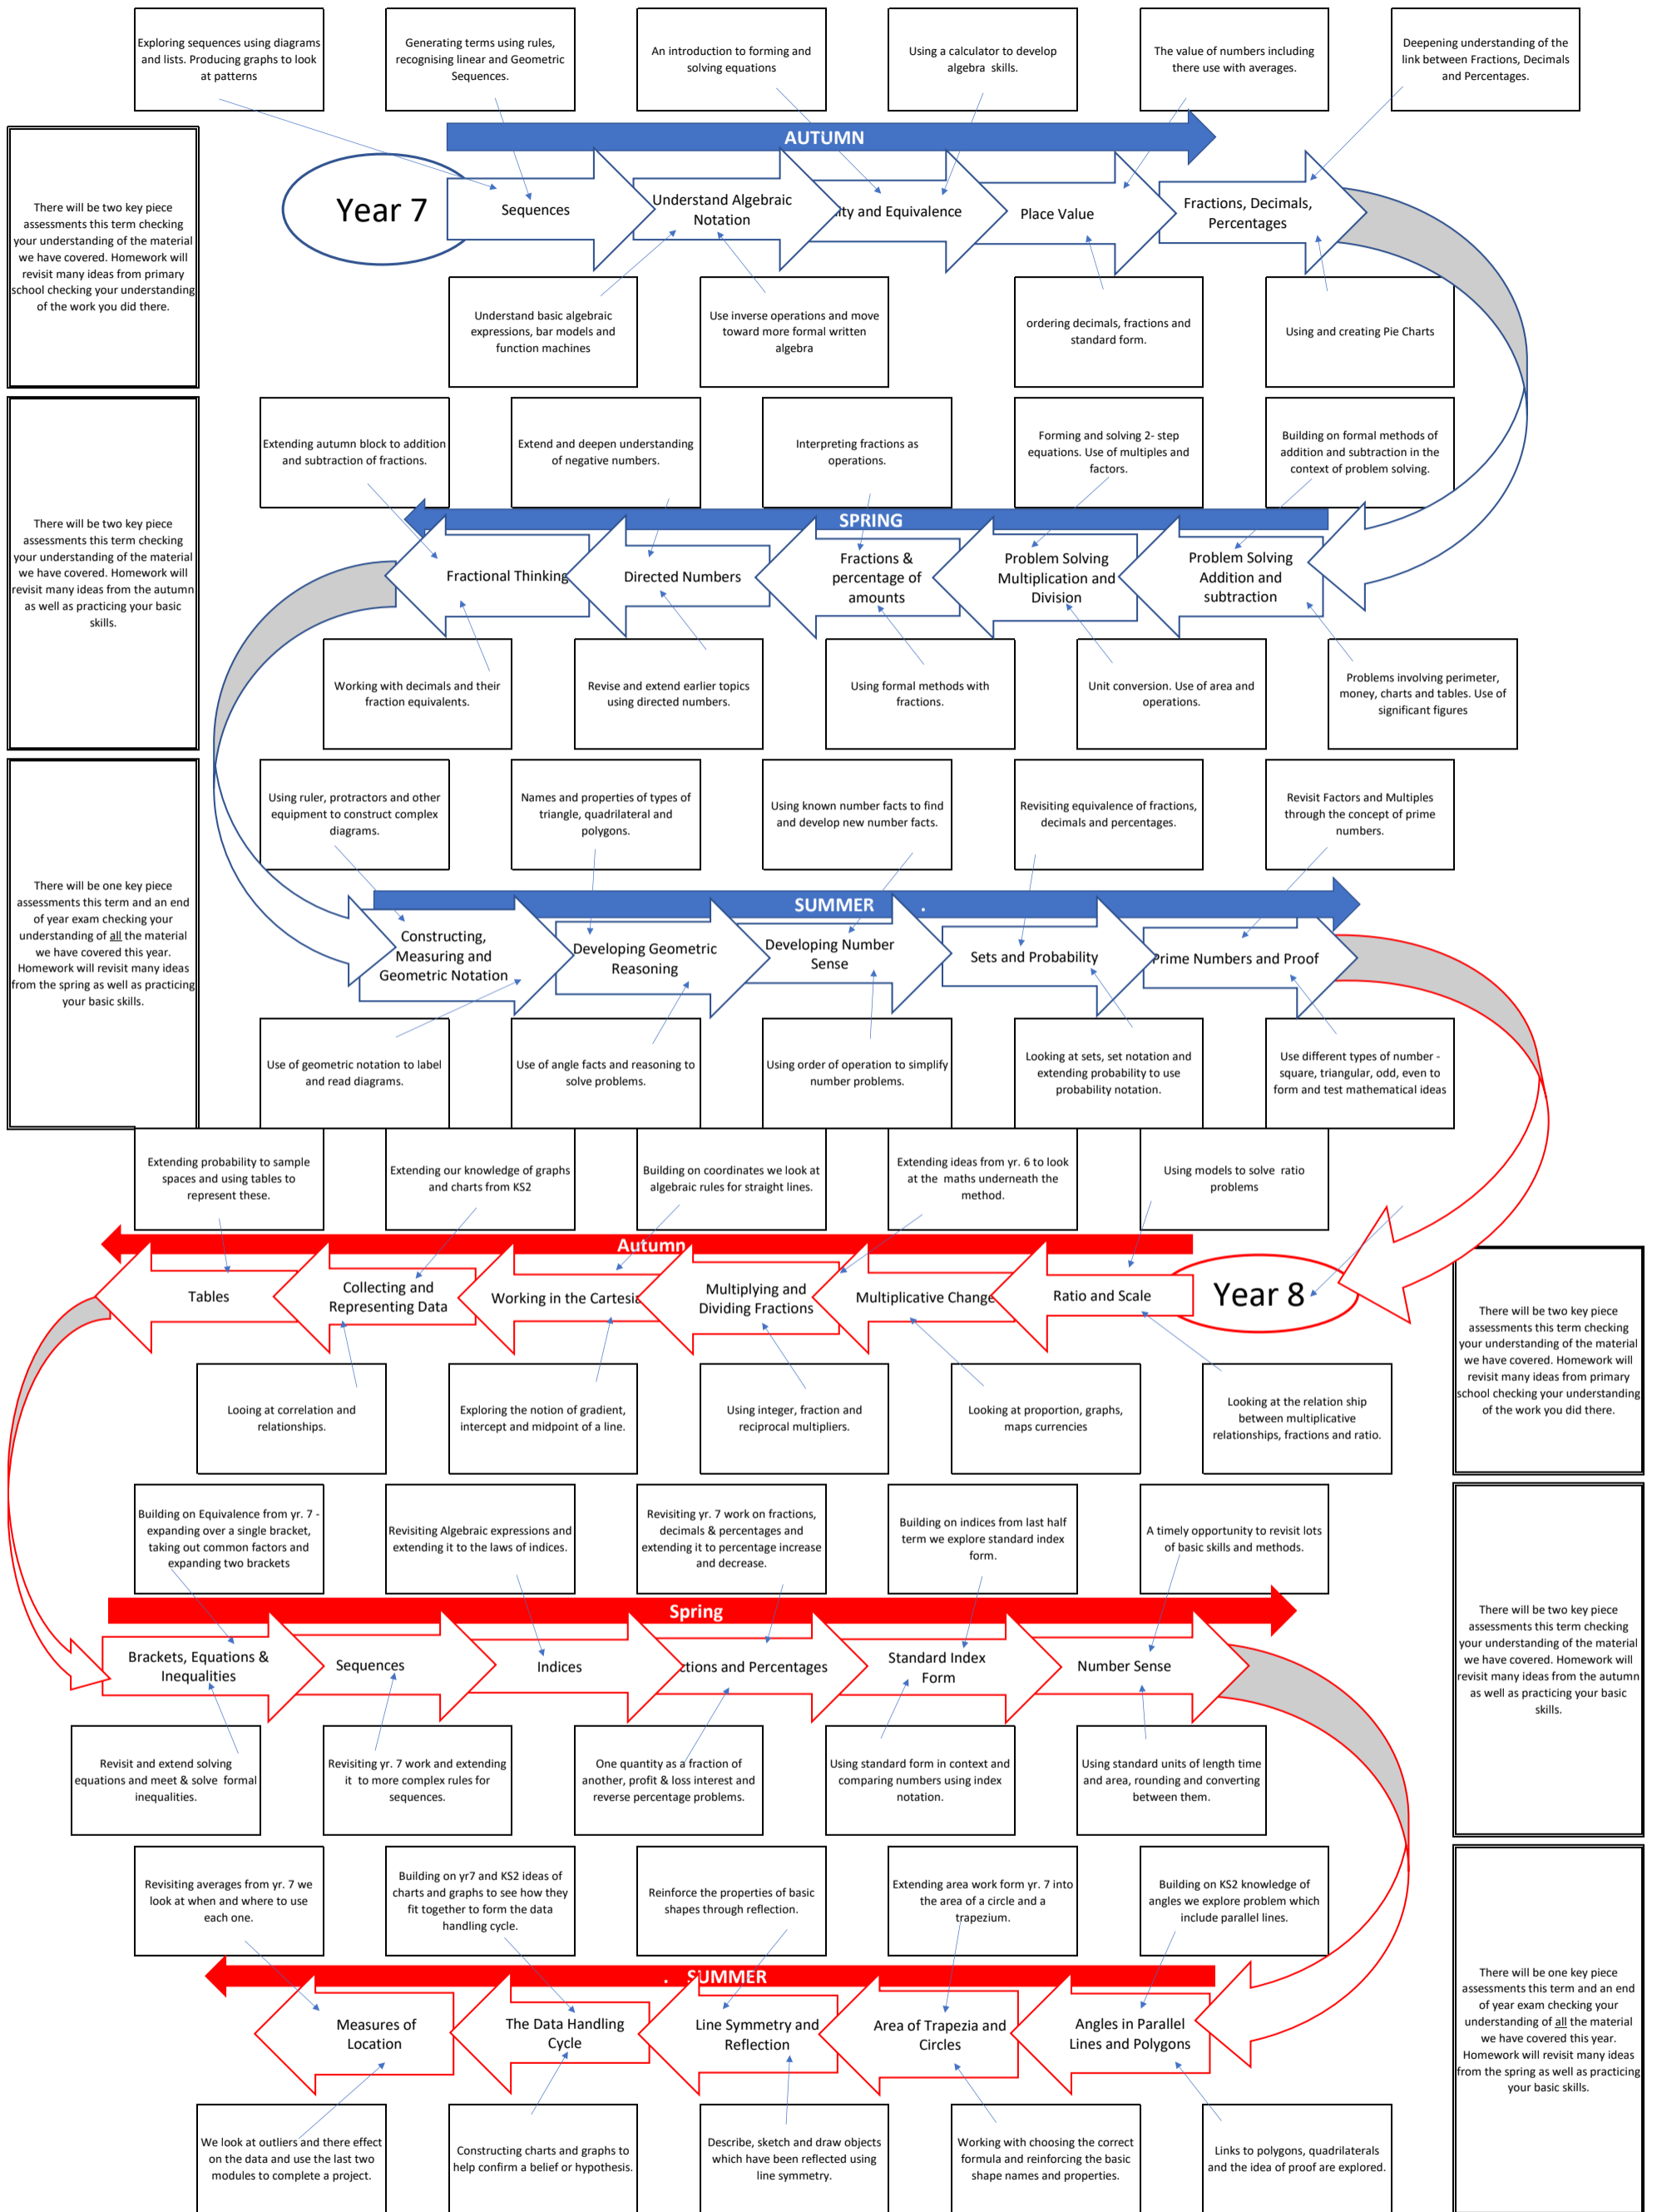 Exploring sequences using diagrams
and lists. Producing graphs to look
at patterns
Generating terms using rules,
recognising linear and Geometric
Sequences.
An introduction to forming and
solving equations
Using a calculator to develop
algebra skills.
The value of numbers including
there use with averages.
Deepening understanding of the
link between Fractions, Decimals
and Percentages.
AUTUMN
There will be two key piece
assessments this term checking
your understanding of the material
we have covered. Homework will
revisit many ideas from primary
school checking your understanding
of the work you did there.
Year 7
Sequences
Understand Algebraic
Notation
ity and Equivalence
Place Value
Fractions, Decimals,
Percentages
Understand basic algebraic
expressions, bar models and
function machines
Use inverse operations and move
toward more formal written
algebra
ordering decimals, fractions and
standard form.
Using and creating Pie Charts
There will be two key piece
assessments this term checking
your understanding of the material
we have covered. Homework will
revisit many ideas from the autumn
as well as practicing your basic
skills.
Extending autumn block to addition
and subtraction of fractions.
Extend and deepen understanding
of negative numbers.
Interpreting fractions as
operations.
Forming and solving 2- step
equations. Use of multiples and
factors.
Building on formal methods of
addition and subtraction in the
context of problem solving.
SPRING
Fractional Thinking
Directed Numbers
Fractions &
percentage of
amounts
Problem Solving
Multiplication and
Division
Problem Solving
Addition and
subtraction
Working with decimals and their
fraction equivalents.
Revise and extend earlier topics
using directed numbers.
Using formal methods with
fractions.
Unit conversion. Use of area and
operations.
Problems involving perimeter,
money, charts and tables. Use of
significant figures
There will be one key piece
assessments this term and an end
of year exam checking your
understanding of all the material
we have covered this year.
Homework will revisit many ideas
from the spring as well as practicing
your basic skills.
Using ruler, protractors and other
equipment to construct complex
diagrams.
Names and properties of types of
triangle, quadrilateral and
polygons.
Using known number facts to find
and develop new number facts.
Revisiting equivalence of fractions,
decimals and percentages.
Revisit Factors and Multiples
through the concept of prime
numbers.
SUMMER .
Constructing,
Measuring and
Geometric Notation
Developing Geometric
Reasoning
Developing Number
Sense
Sets and Probability
Prime Numbers and Proof
Use of geometric notation to label
and read diagrams.
Use of angle facts and reasoning to
solve problems.
Using order of operation to simplify
number problems.
Looking at sets, set notation and
extending probability to use
probability notation.
Use different types of number -
square, triangular, odd, even to
form and test mathematical ideas
Extending probability to sample
spaces and using tables to
represent these.
Extending our knowledge of graphs
and charts from KS2
Building on coordinates we look at
algebraic rules for straight lines.
Extending ideas from yr. 6 to look
at the maths underneath the
method.
Using models to solve ratio
problems
Autumn
Tables
Collecting and
Representing Data
Working in the Cartesia
Multiplying and
Dividing Fractions
Multiplicative Change
Ratio and Scale
Year 8
There will be two key piece
assessments this term checking
your understanding of the material
we have covered. Homework will
revisit many ideas from primary
school checking your understanding
of the work you did there.
Looing at correlation and
relationships.
Exploring the notion of gradient,
intercept and midpoint of a line.
Using integer, fraction and
reciprocal multipliers.
Looking at proportion, graphs,
maps currencies
Looking at the relation ship
between multiplicative
relationships, fractions and ratio.
Building on Equivalence from yr. 7 -
expanding over a single bracket,
taking out common factors and
expanding two brackets
Revisiting Algebraic expressions and
extending it to the laws of indices.
Revisiting yr. 7 work on fractions,
decimals & percentages and
extending it to percentage increase
and decrease.
Building on indices from last half
term we explore standard index
form.
A timely opportunity to revisit lots
of basic skills and methods.
Spring
Brackets, Equations &
Inequalities
Sequences
Indices
ctions and Percentages
Standard Index
Form
Number Sense
There will be two key piece
assessments this term checking
your understanding of the material
we have covered. Homework will
revisit many ideas from the autumn
as well as practicing your basic
skills.
Revisit and extend solving
equations and meet & solve formal
inequalities.
Revisiting yr. 7 work and extending
it to more complex rules for
sequences.
One quantity as a fraction of
another, profit & loss interest and
reverse percentage problems.
Using standard form in context and
comparing numbers using index
notation.
Using standard units of length time
and area, rounding and converting
between them.
Revisiting averages from yr. 7 we
look at when and where to use
each one.
Building on yr7 and KS2 ideas of
charts and graphs to see how they
fit together to form the data
handling cycle.
Reinforce the properties of basic
shapes through reflection.
Extending area work form yr. 7 into
the area of a circle and a
trapezium.
Building on KS2 knowledge of
angles we explore problem which
include parallel lines.
. SUMMER
Measures of
Location
The Data Handling
Cycle
Line Symmetry and
Reflection
Area of Trapezia and
Circles
Angles in Parallel
Lines and Polygons
There will be one key piece
assessments this term and an end
of year exam checking your
understanding of all the material
we have covered this year.
Homework will revisit many ideas
from the spring as well as practicing
your basic skills.
We look at outliers and there effect
on the data and use the last two
modules to complete a project.
Constructing charts and graphs to
help confirm a belief or hypothesis.
Describe, sketch and draw objects
which have been reflected using
line symmetry.
Working with choosing the correct
formula and reinforcing the basic
shape names and properties.
Links to polygons, quadrilaterals
and the idea of proof are explored.